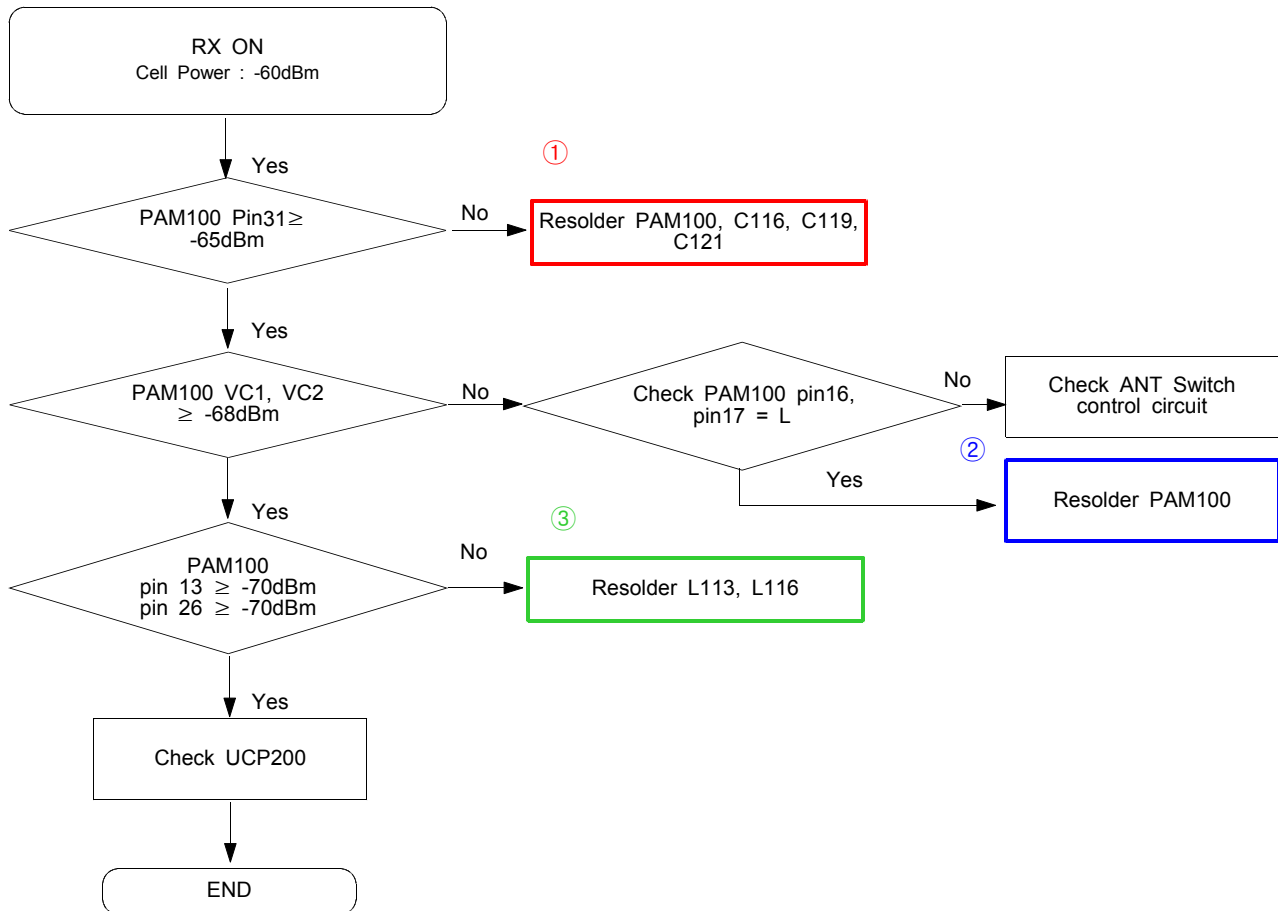 RX ON
Cell Power : -60dBm
Yes
①
PAM100 Pin31≥
-65dBm
No
Resolder PAM100, C116, C119,
C121
Yes
PAM100 VC1, VC2
≥ -68dBm
No
Check PAM100 pin16,
pin17 = L
No
Check ANT Switch
control circuit
②
Yes
Resolder PAM100
Yes
③
PAM100
pin 13 ≥ -70dBm
pin 26 ≥ -70dBm
No
Resolder L113, L116
Yes
Check UCP200
END